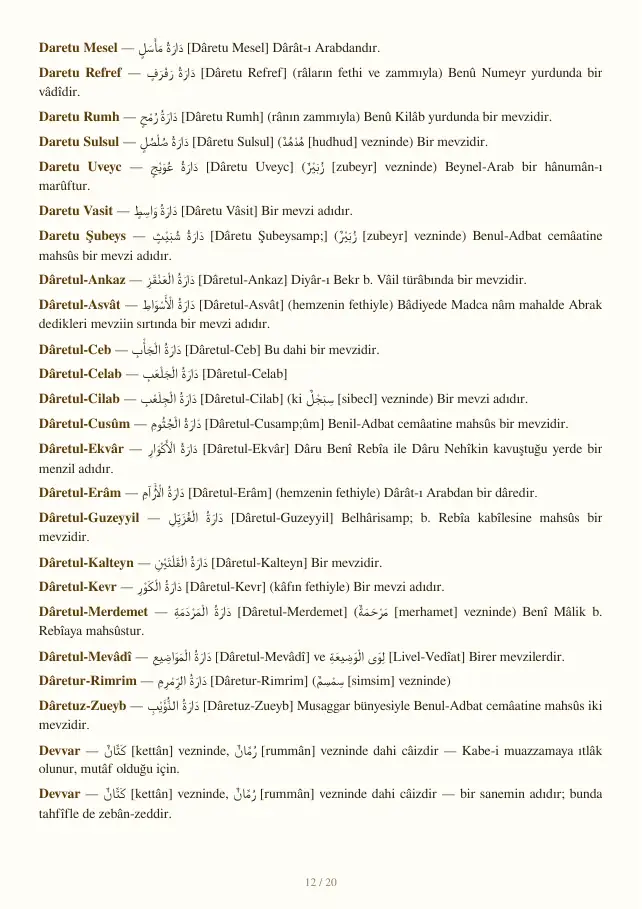 Daretu Mesel — دَارَةُ مَأْسَلٍ [Dâretu Mesel] Dârât-ı Arabdandır.
Daretu Refref — دَارَةُ رَفْرَفٍ [Dâretu Refref] (râların fethi ve zammıyla) Benû Numeyr yurdunda bir
vâdîdir.
Daretu Rumh — دَارَةُ رُمْحٍ [Dâretu Rumh] (rânın zammıyla) Benû Kilâb yurdunda bir mevzidir.
Daretu Sulsul — دَارَةُ صُلْصُلٍ [Dâretu Sulsul] (هُدْهُدٌ [hudhud] vezninde) Bir mevzidir.
Daretu Uveyc — دَارَةُ عُوَيْجٍ [Dâretu Uveyc] (زُبَيْرٌ [zubeyr] vezninde) Beynel-Arab bir hânumân-ı
marûftur.
Daretu Vasit — دَارَةُ وَاسِطٍ [Dâretu Vâsit] Bir mevzi adıdır.
Daretu Şubeys — دَارَةُ شُبَيْثٍ [Dâretu Şubeysamp;] (زُبَيْرٌ [zubeyr] vezninde) Benul-Adbat cemâatine
mahsûs bir mevzi adıdır.
Dâretul-Ankaz — دَارَةُ الْعَنْقَزِ [Dâretul-Ankaz] Diyâr-ı Bekr b. Vâil türâbında bir mevzidir.
Dâretul-Asvât — دَارَةُ الْأَسْوَاطِ [Dâretul-Asvât] (hemzenin fethiyle) Bâdiyede Madca nâm mahalde Abrak
dedikleri mevziin sırtında bir mevzi adıdır.
Dâretul-Ceb — دَارَةُ الْجَأْبِ [Dâretul-Ceb] Bu dahi bir mevzidir.
Dâretul-Celab — دَارَةُ الْجَلْعَبِ [Dâretul-Celab]
Dâretul-Cilab — دَارَةُ الْجِلَعْبِ [Dâretul-Cilab] (ki سِبَحْلٌ [sibecl] vezninde) Bir mevzi adıdır.
Dâretul-Cusûm — دَارَةُ الْجُثُومِ [Dâretul-Cusamp;ûm] Benil-Adbat cemâatine mahsûs bir mevzidir.
Dâretul-Ekvâr — دَارَةُ الْأَكْوَارِ [Dâretul-Ekvâr] Dâru Benî Rebîa ile Dâru Nehîkin kavuştuğu yerde bir
menzil adıdır.
Dâretul-Erâm — دَارَةُ الْأَرْآمِ [Dâretul-Erâm] (hemzenin fethiyle) Dârât-ı Arabdan bir dâredir.
Dâretul-Guzeyyil — دَارَةُ الْغُزَيِّلِ [Dâretul-Guzeyyil] Belhârisamp; b. Rebîa kabîlesine mahsûs bir
mevzidir.
Dâretul-Kalteyn — دَارَةُ الْقَلْتَيْنِ [Dâretul-Kalteyn] Bir mevzidir.
Dâretul-Kevr — دَارَةُ الْكَوْرِ [Dâretul-Kevr] (kâfın fethiyle) Bir mevzi adıdır.
Dâretul-Merdemet — دَارَةُ الْمَرْدَمَةِ [Dâretul-Merdemet] (مَرْحَمَةٌ [merhamet] vezninde) Benî Mâlik b.
Rebîaya mahsûstur.
Dâretul-Mevâdî — دَارَةُ الْمَوَاضِيعِ [Dâretul-Mevâdî] ve لِوَى الْوَضِيعَةِ [Livel-Vedîat] Birer mevzilerdir.
Dâretur-Rimrim — دَارَةُ الرِّمْرِمِ [Dâretur-Rimrim] (سِمْسِمٌ [simsim] vezninde)
Dâretuz-Zueyb — دَارَةُ الذُّؤَيْبِ [Dâretuz-Zueyb] Musaggar bünyesiyle Benul-Adbat cemâatine mahsûs iki
mevzidir.
Devvar — كَتَّانٌ [kettân] vezninde, رُمَّانٌ [rummân] vezninde dahi câizdir — Kabe-i muazzamaya ıtlâk
olunur, mutâf olduğu için.
Devvar — كَتَّانٌ [kettân] vezninde, رُمَّانٌ [rummân] vezninde dahi câizdir — bir sanemin adıdır; bunda
tahfîfle de zebân-zeddir.
12 / 20